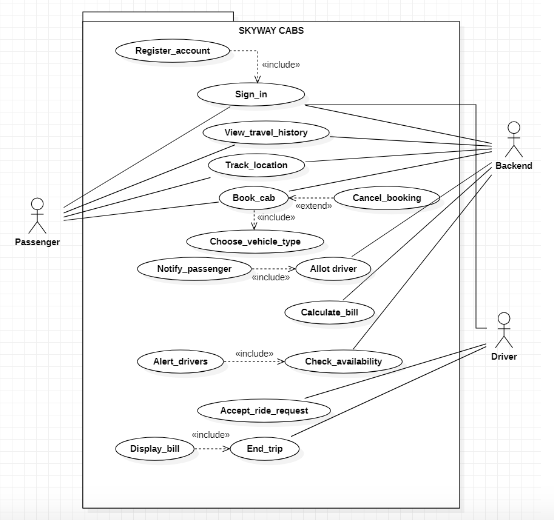 SKYWAY CABS
Register_account
«include»
Sign_in
View_travel_history
Backend
Track_location
Book_cab
Cancel_booking
«extend»
«include»
Passenger
Choose_vehicle_type
Notify_passenger
Allot driver
«include»
Calculate_bill
«include»
Driver
Alert_drivers
Check_availability
Accept_ride_request
«include»
Display_bill
End_trip